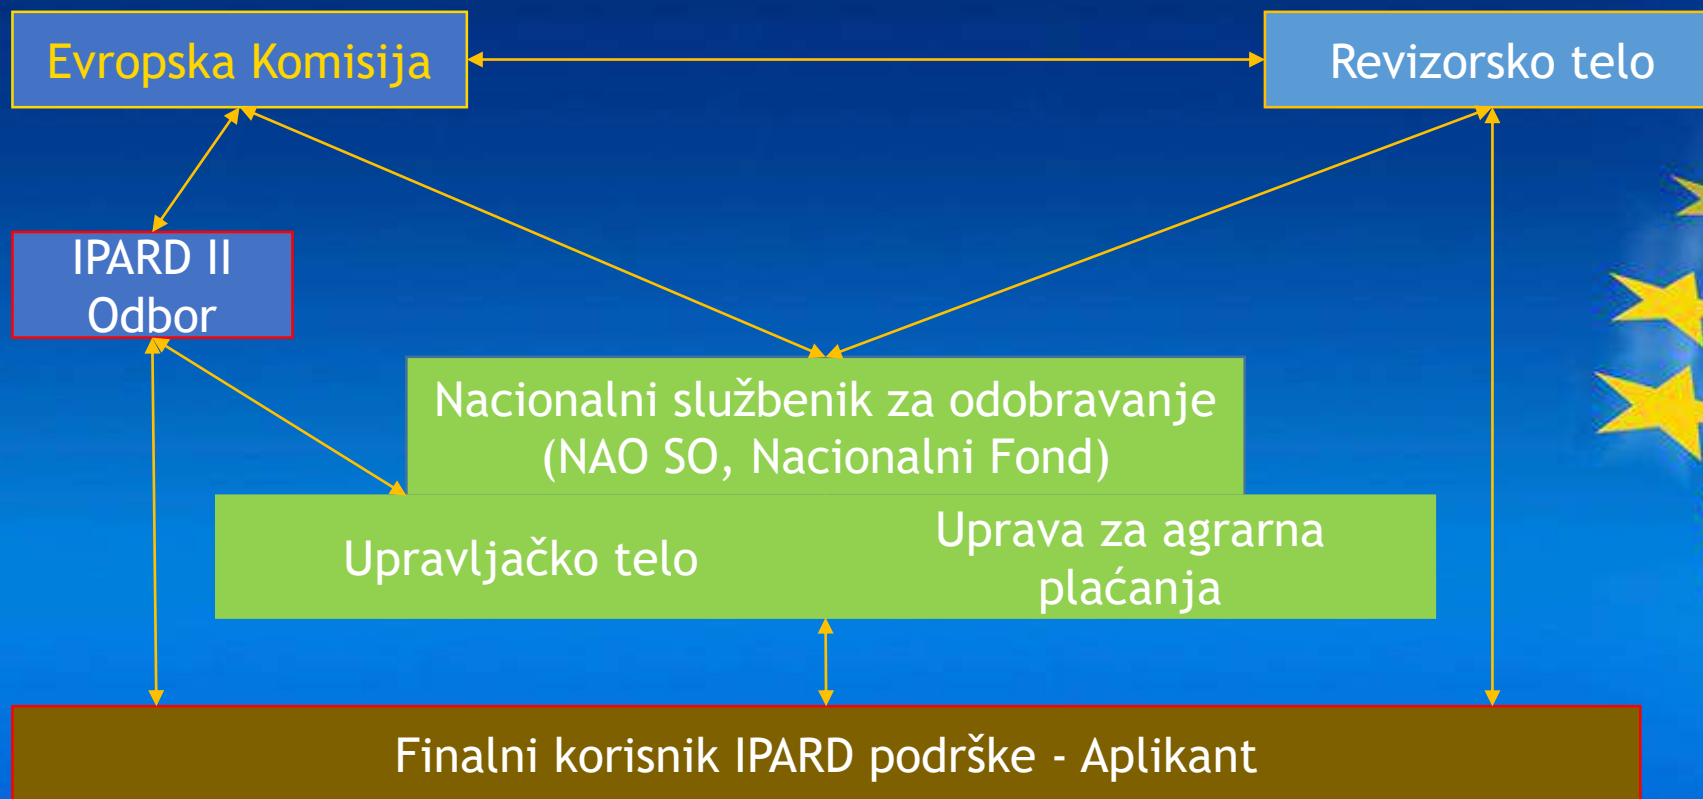 Evropska Komisija
Revizorsko telo
IPARD II
Odbor
Nacionalni službenik za odobravanje
(NAO SO, Nacionalni Fond)
Upravljačko telo
Uprava za agrarna
plaćanja
Finalni korisnik IPARD podrške - Aplikant